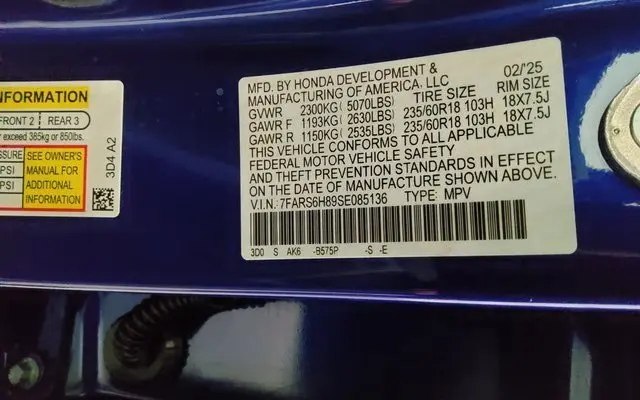 NFORMATION
FRONT 2 REAR 3
exceed 385kg or 850lbs.
SSURE SEE OWNER'S
PSI MANUAL FOR
PSI ADDITIONAL
INFORMATION
3D4 A2
MFD. BY HONDA DEVELOPMENT & 02/'25
MANUFACTURING OF AMERICA, LLC
GVWR 2300KG ( 5070LBS) TIRE SIZE RIM SIZE
GAWR F 1193KG ( 2630LBS) 235/60R18 103H 18X7.5J
GAWR R 1150KG ( 2535LBS) 235/60R18 103H 18X7.5J
THIS VEHICLE CONFORMS TO ALL APPLICABLE
FEDERAL MOTOR VEHICLE SAFETY
AND THEFT PREVENTION STANDARDS IN EFFECT
ON THE DATE OF MANUFACTURE SHOWN ABOVE.
V.I.N.:7FARS6H89SE085136 TYPE: MPV
3D0 S AK6 -B575P -S -E